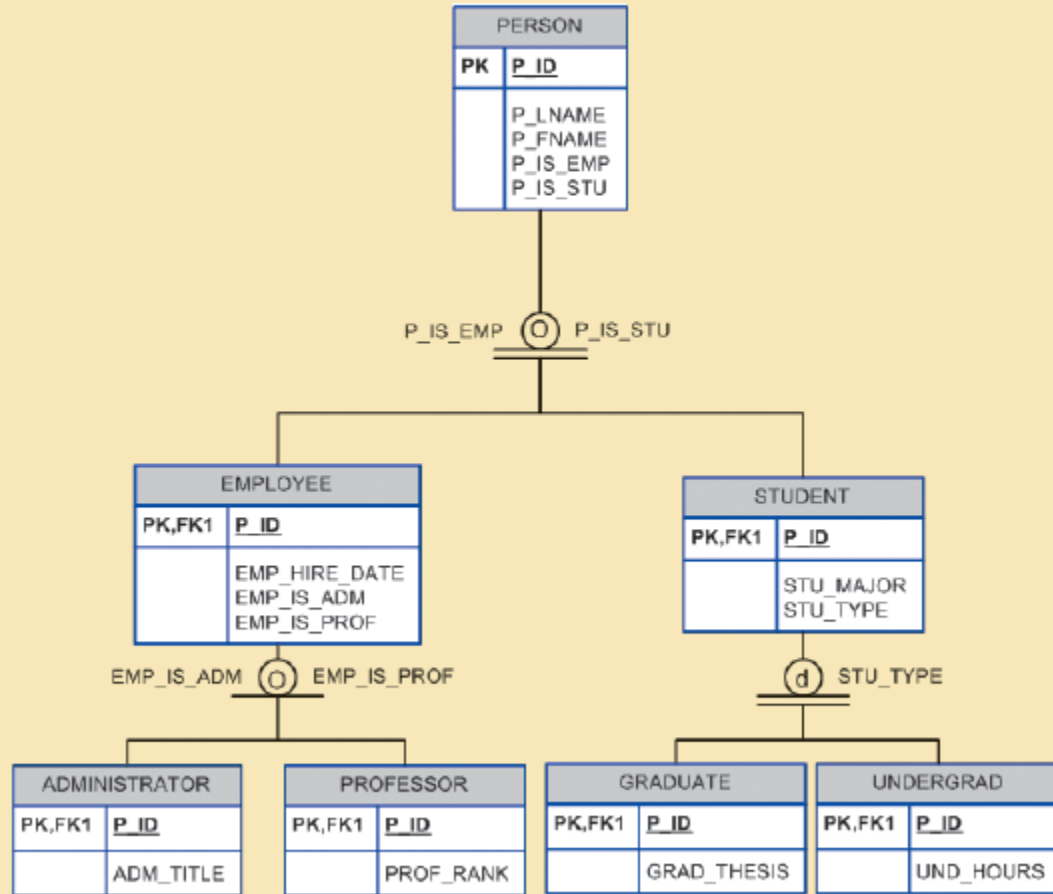 PERSON
PK P_ID
P_LNAME
P_FNAME
P_IS_EMP
P_IS_STU
P_IS_EMP O P_IS_STU
EMPLOYEE
PK,FK1 P_ID
EMP_HIRE_DATE
EMP_IS_ADM
EMP_IS_PROF
STUDENT
PK,FK1 P_ID
STU_MAJOR
STU_TYPE
EMP_IS_ADM O EMP_IS_PROF
d STU_TYPE
ADMINISTRATOR
PK,FK1 P_ID
ADM_TITLE
PROFESSOR
PK,FK1 P_ID
PROF_RANK
GRADUATE
PK,FK1 P_ID
GRAD_THESIS
UNDERGRAD
PK,FK1 P_ID
UND_HOURS